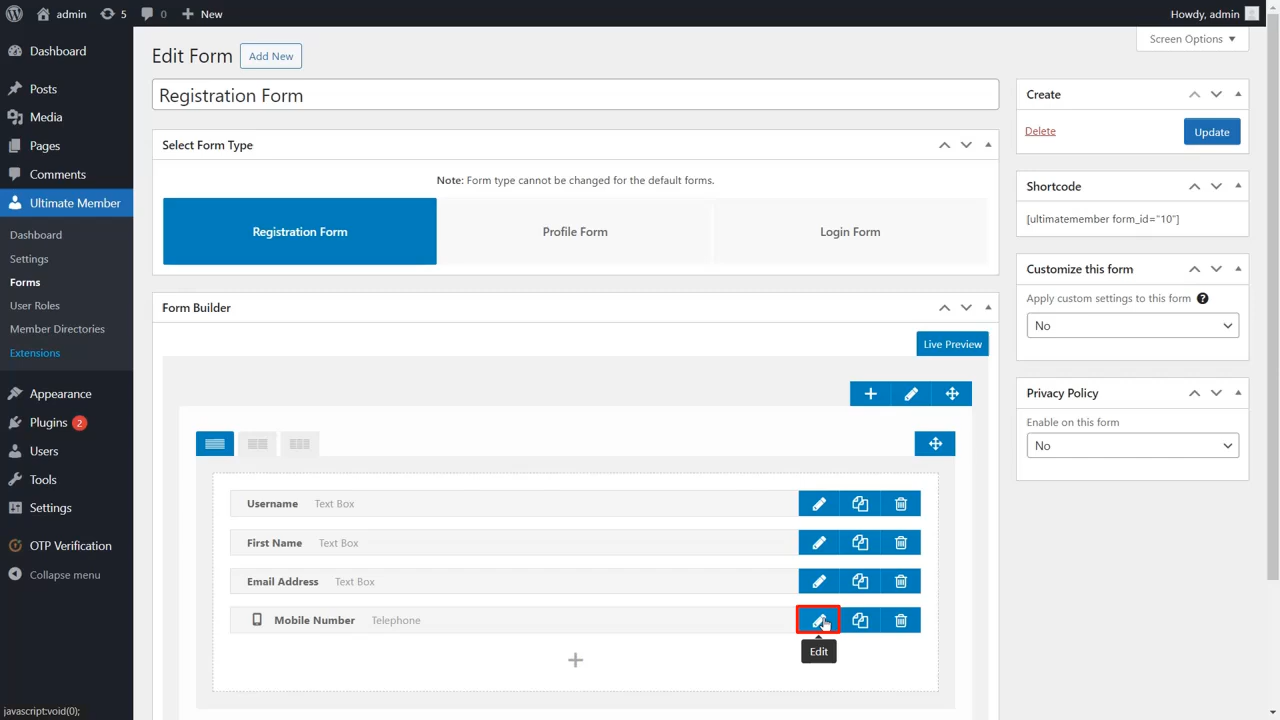 admin 5 0 New Howdy, admin
Screen Options
Dashboard
Posts
Media
Pages
Comments
Ultimate Member
Dashboard
Settings
Forms
User Roles
Member Directories
Extensions
Appearance
Plugins 2
Users
Tools
Settings
OTP Verification
Collapse menu
Edit Form Add New
Registration Form
Select Form Type
Note: Form type cannot be changed for the default forms.
Registration Form Profile Form Login Form
Form Builder
Live Preview
Username Text Box
First Name Text Box
Email Address Text Box
Mobile Number Telephone
Edit
Create
Delete Update
Shortcode
[ultimatemember form_id="10"]
Customize this form
Apply custom settings to this form ?
No
Privacy Policy
Enable on this form
No
javascript:void(0);